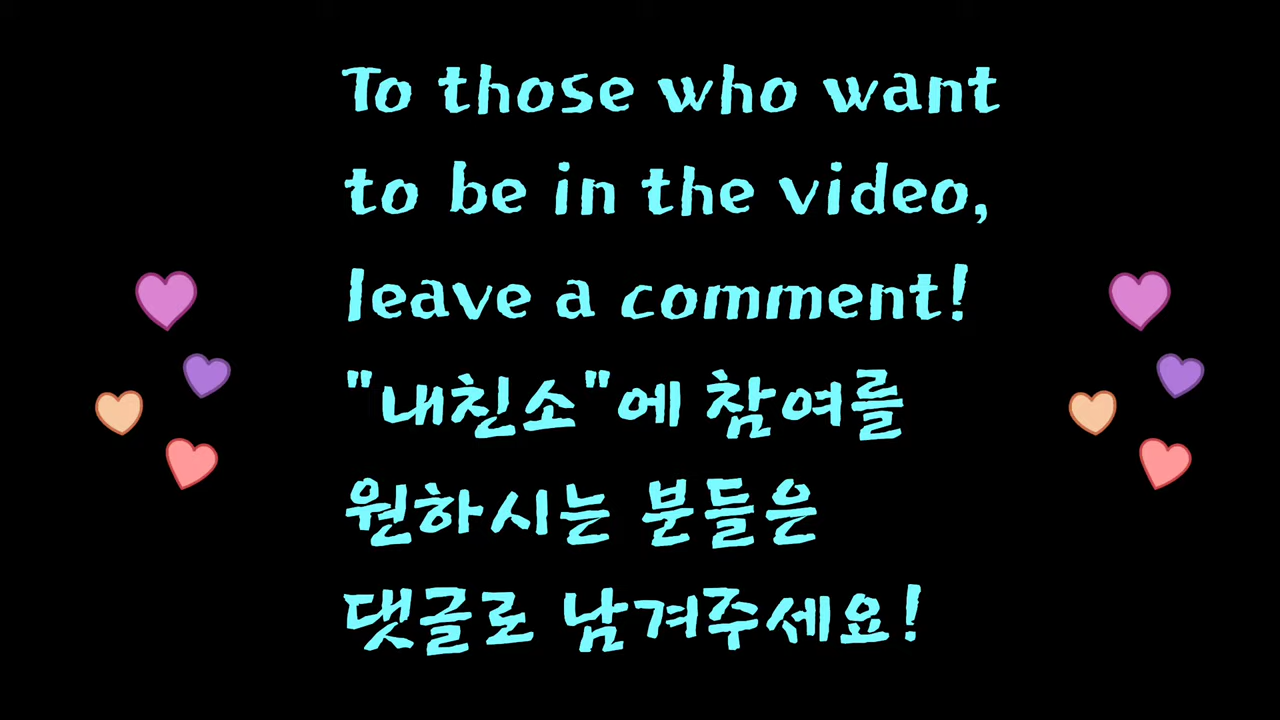 To those who want
to be in the video,
leave a comment!
"내친소"에 참여를
원하시는 분들은
댓글로 남겨주세요!